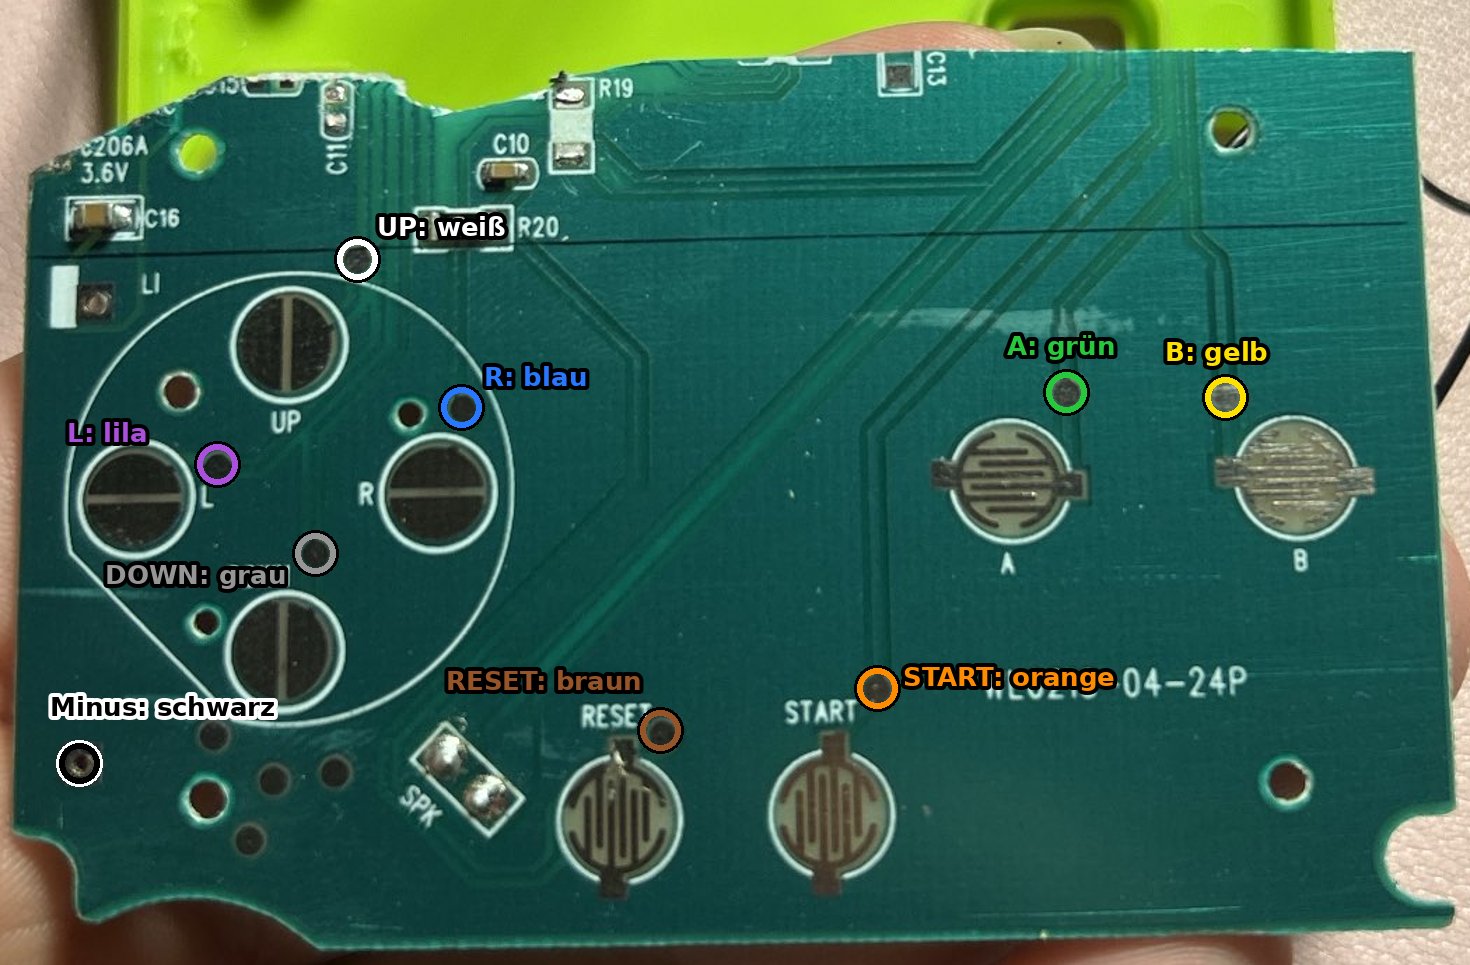 R19
C13
C206A
3.6V
C11
C10
C16
UP: weiß
R20
L1
A: grün
B: gelb
R: blau
UP
L: lila
L
R
DOWN: grau
A
B
RESET: braun
START: orange
04-24P
Minus: schwarz
RESET
START
SPK